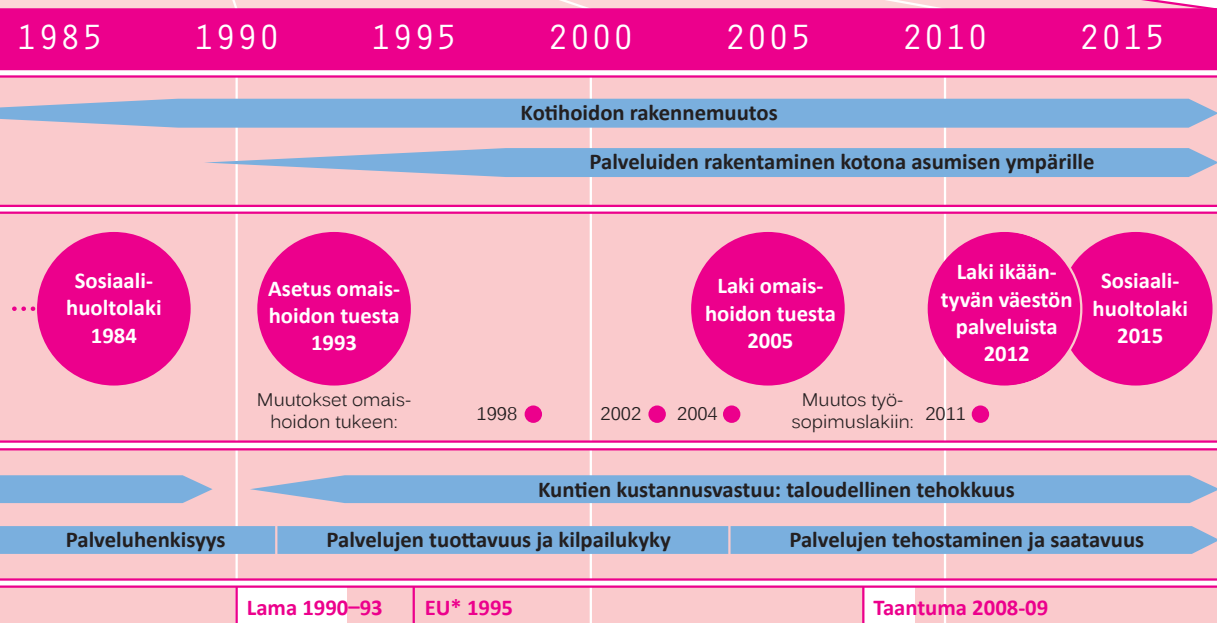 1985 1990 1995 2000 2005 2010 2015
Kotihoidon rakennemuutos
Palveluiden rakentaminen kotona asumisen ympärille
Sosiaali-
huoltolaki
1984
Asetus omais-
hoidon tuesta
1993
Laki omais-
hoidon tuesta
2005
Laki ikään-
tyvän väestön
palveluista
2012
Sosiaali-
huoltolaki
2015
Muutokset omais-
hoidon tukeen:
1998
2002
2004
Muutos työ-
sopimuslakiin:
2011
Kuntien kustannusvastuu: taloudellinen tehokkuus
Palveluhenkisyys
Palvelujen tuottavuus ja kilpailukyky
Palvelujen tehostaminen ja saatavuus
Lama 1990–93
EU* 1995
Taantuma 2008-09